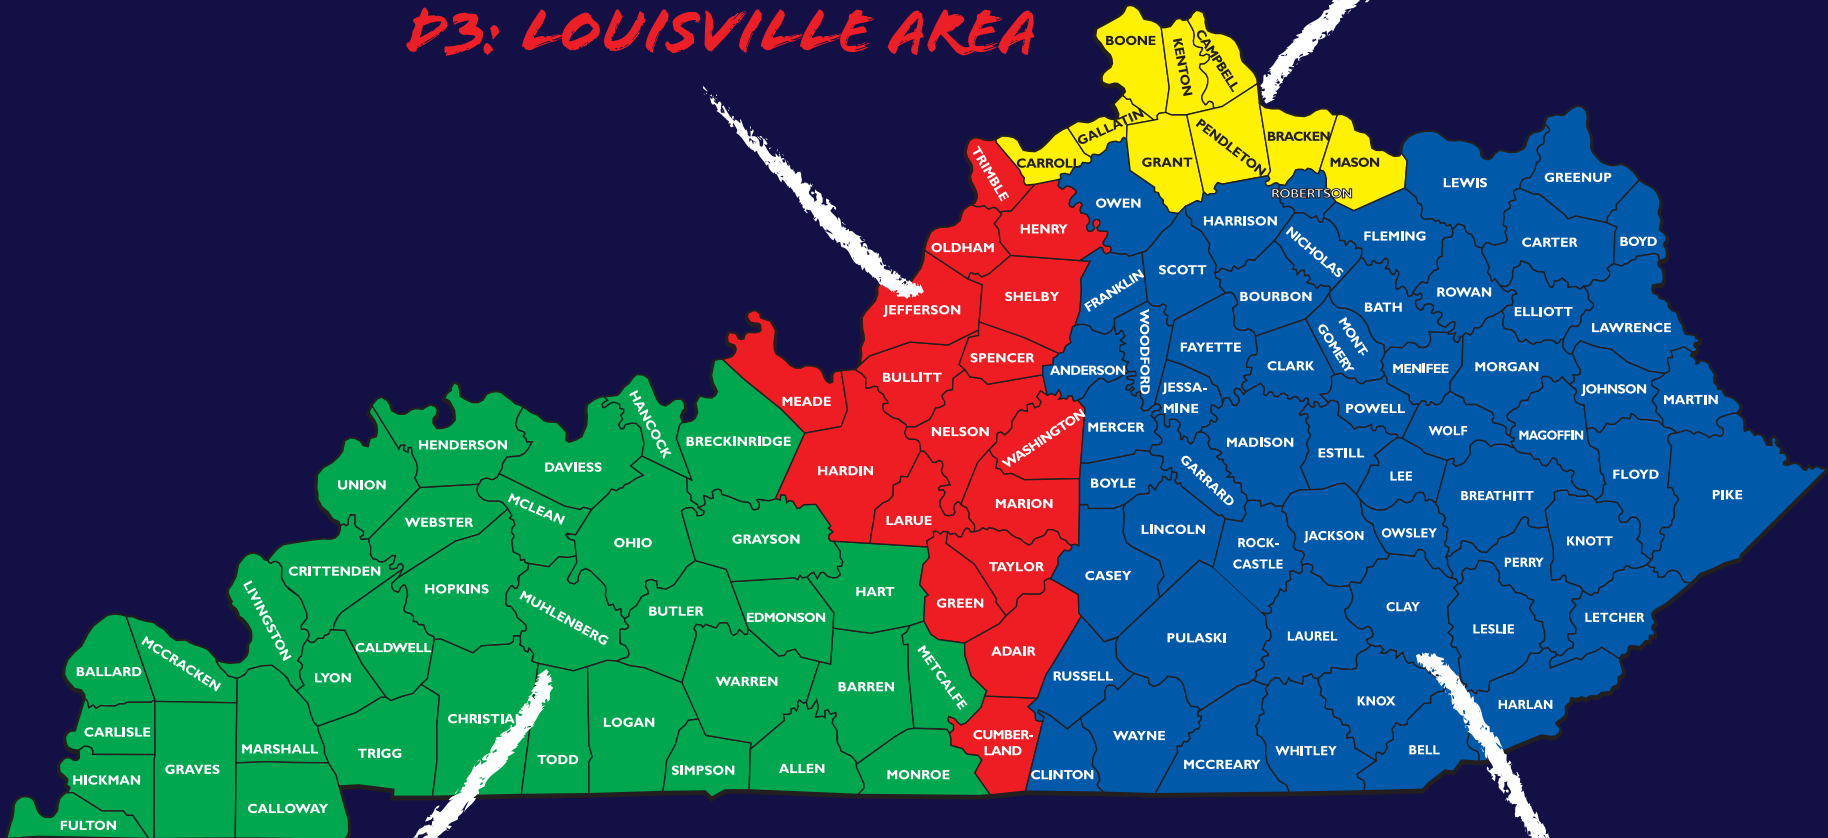 D3: LOUISVILLE AREA
BOONE
KENTON
CAMPBELL
GALLATIN
CARROLL
GRANT
PENDLETON
BRACKEN
MASON
ROBERTSON
TRIMBLE
HENRY
OLDHAM
OWEN
HARRISON
NICHOLAS
FLEMING
LEWIS
GREENUP
CARTER
BOYD
JEFFERSON
SHELBY
FRANKLIN
SCOTT
BOURBON
BATH
ROWAN
ELLIOTT
LAWRENCE
SPENCER
BULLITT
ANDERSON
WOODFORD
FAYETTE
CLARK
MONT-
GOMERY
MENIFEE
MORGAN
JOHNSON
MARTIN
MEADE
NELSON
WASHINGTON
MERCER
JESSA-
MINE
MADISON
POWELL
ESTILL
WOLF
MAGOFFIN
FLOYD
PIKE
HANCOCK
BRECKINRIDGE
HENDERSON
DAVIESS
HARDIN
LARUE
MARION
BOYLE
GARRARD
LEE
BREATHITT
UNION
WEBSTER
MCLEAN
OHIO
GRAYSON
LINCOLN
ROCK-
CASTLE
JACKSON
OWSLEY
PERRY
KNOTT
CRITTENDEN
HOPKINS
MUHLENBERG
BUTLER
EDMONSON
HART
GREEN
TAYLOR
CASEY
CLAY
LESLIE
LETCHER
LIVINGSTON
CALDWELL
LYON
ADAIR
PULASKI
LAUREL
BALLARD
MCCRACKEN
WARREN
BARREN
METCALFE
RUSSELL
KNOX
HARLAN
CARLISLE
GRAVES
MARSHALL
TRIGG
CHRISTIA
TODD
LOGAN
SIMPSON
ALLEN
MONROE
CUMBER-
LAND
CLINTON
WAYNE
MCCREARY
WHITLEY
BELL
HICKMAN
FULTON
CALLOWAY